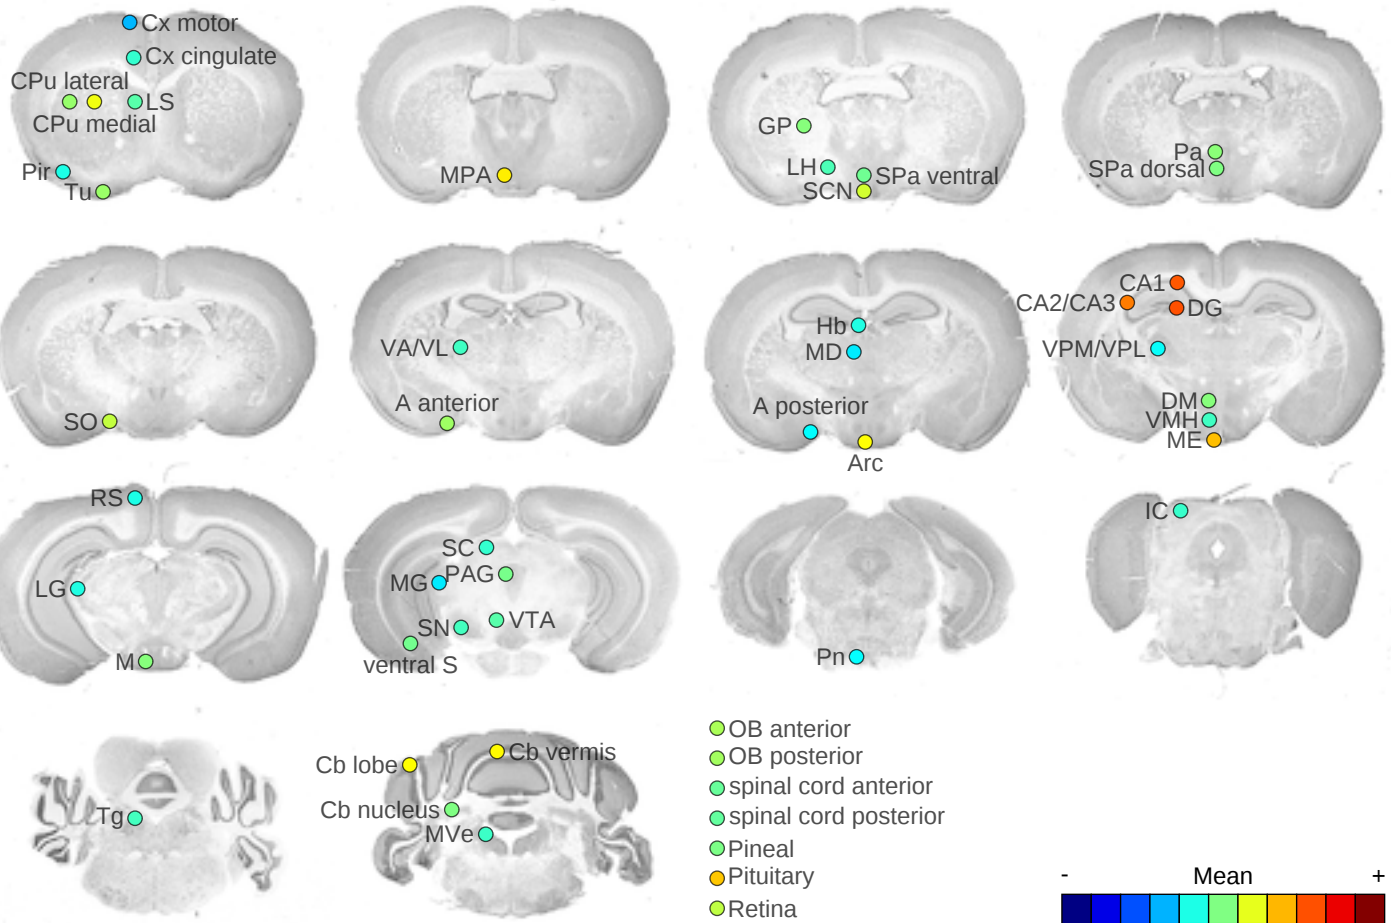 Cx motor
Cx cingulate
CPu lateral
LS
CPu medial
Pir
Tu
MPA
GP
LH
SPa ventral
SCN
Pa
SPa dorsal
SO
VA/VL
A anterior
Hb
MD
A posterior
Arc
CA1
CA2/CA3
DG
VPM/VPL
DM
VMH
ME
RS
LG
M
SC
MG
PAG
SN
VTA
ventral S
Pn
IC
Tg
Cb lobe
Cb vermis
Cb nucleus
MVe
OB anterior
OB posterior
spinal cord anterior
spinal cord posterior
Pineal
Pituitary
Retina
- Mean +